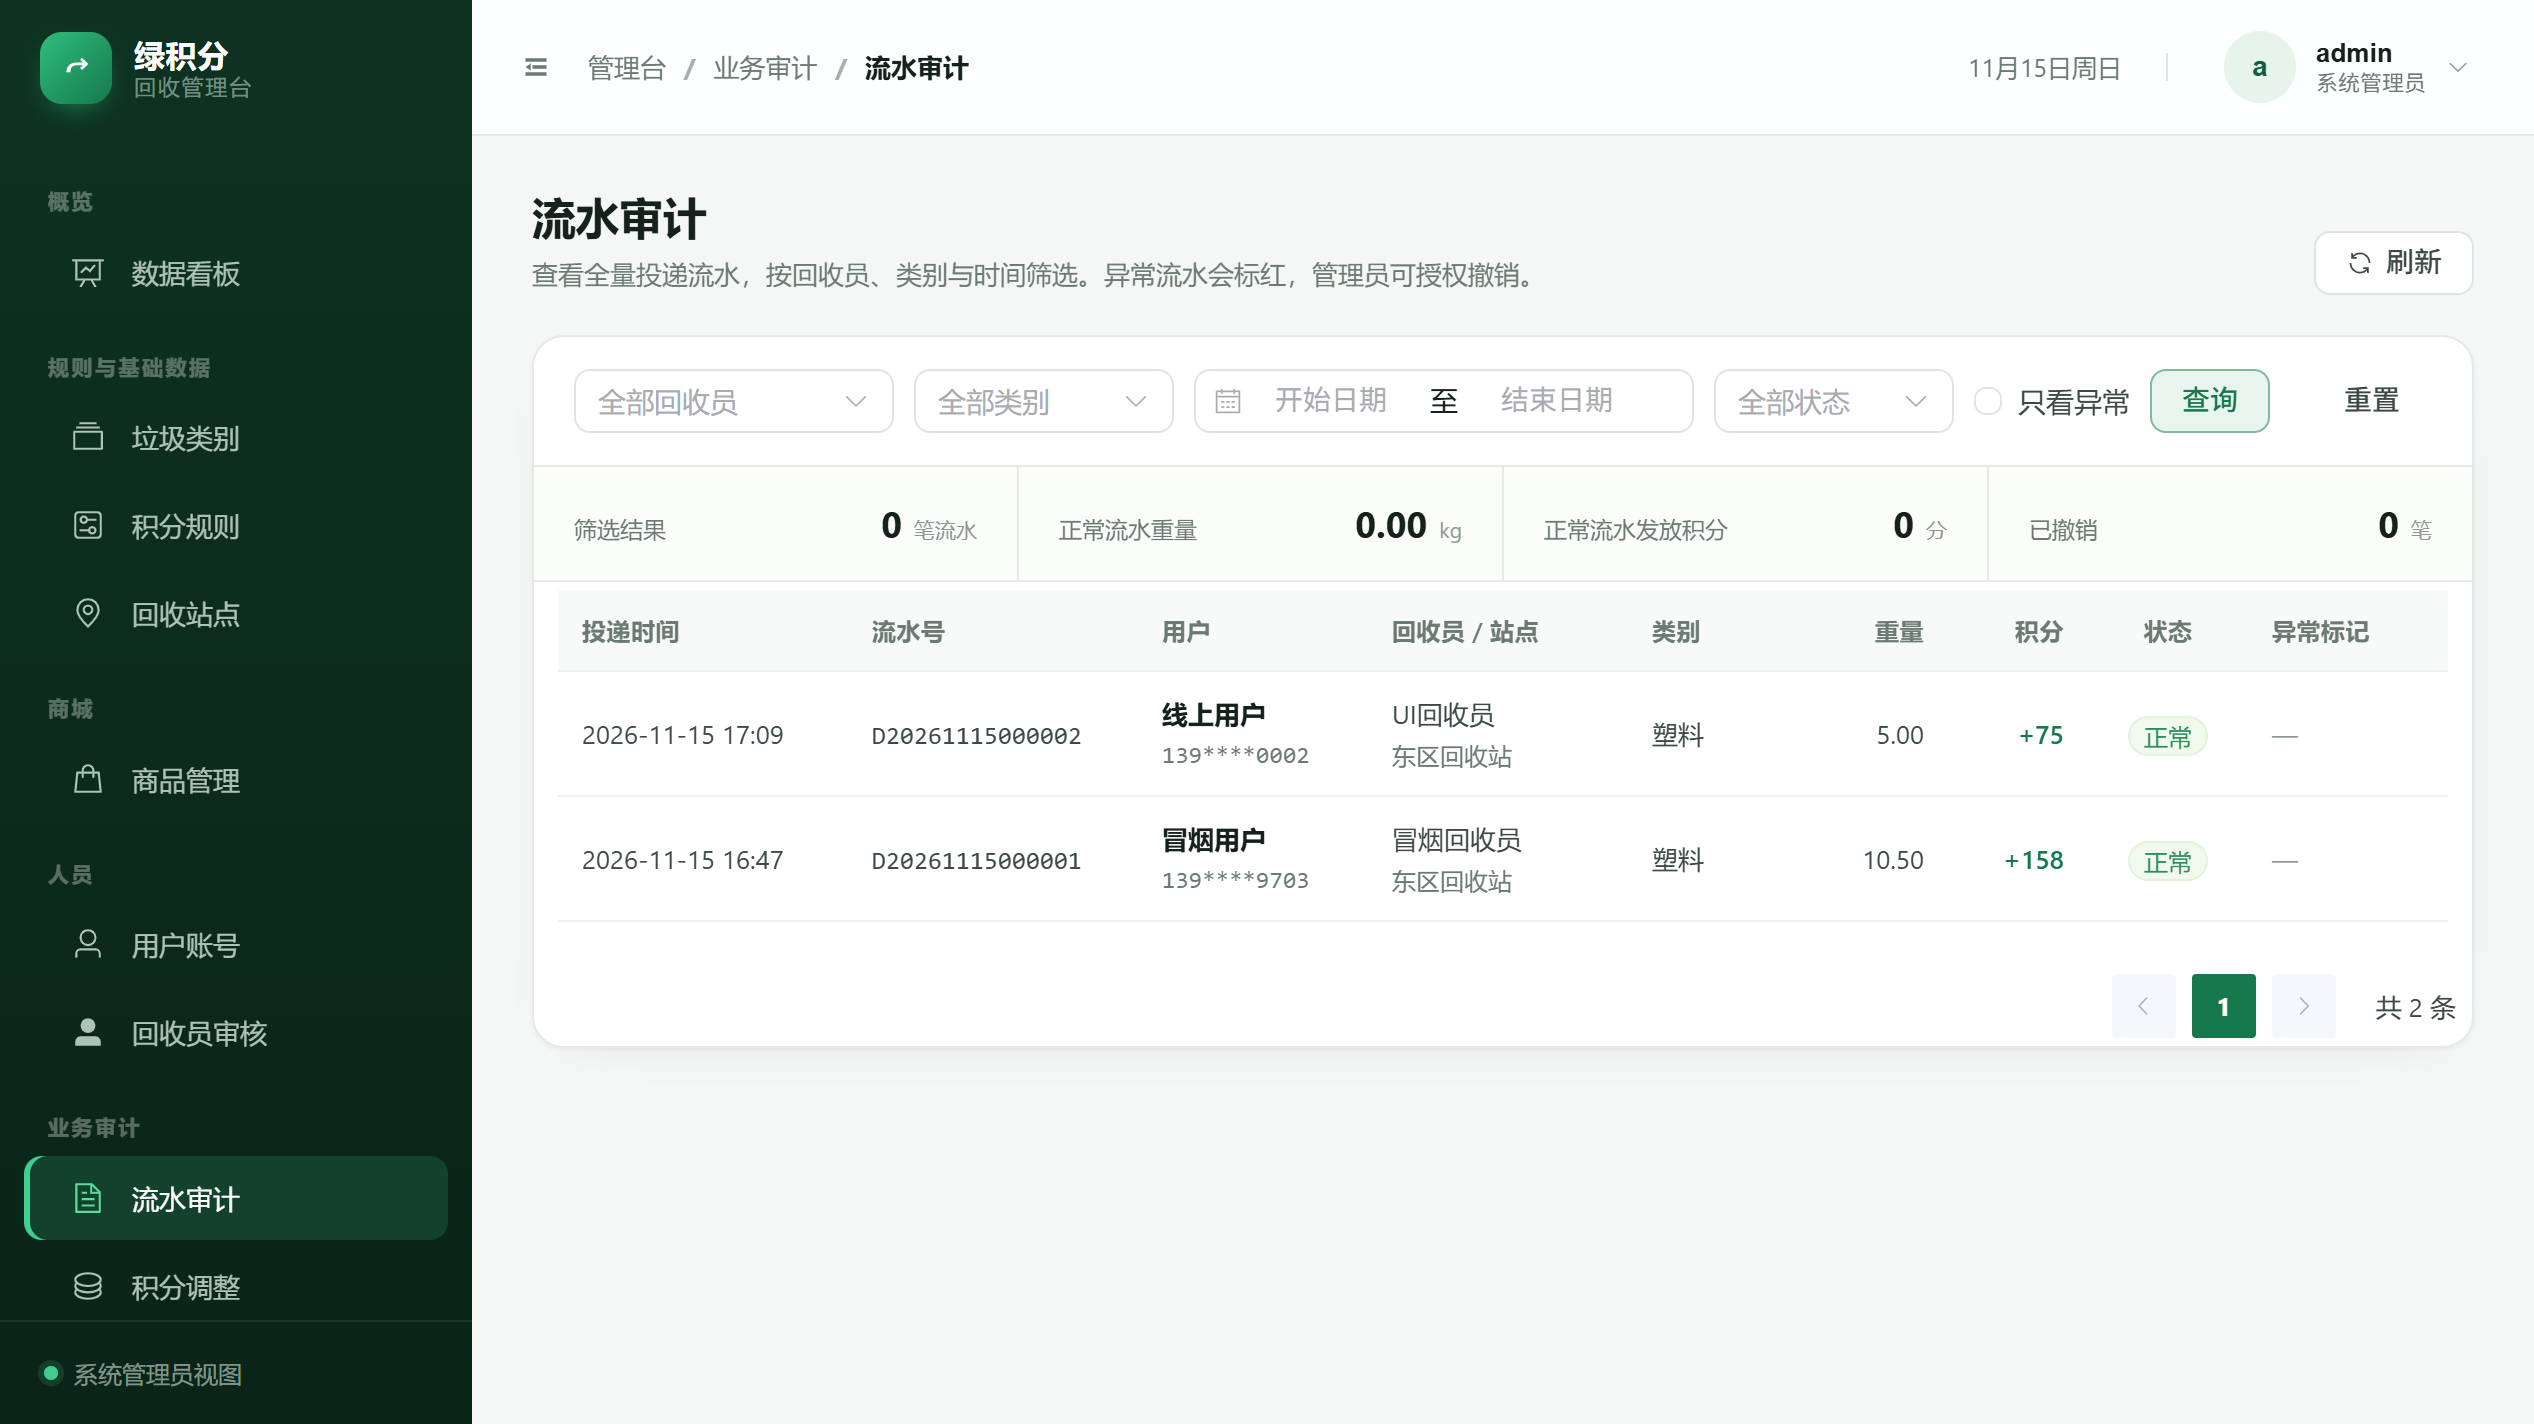 绿积分
回收管理台
概览
数据看板
规则与基础数据
垃圾类别
积分规则
回收站点
商城
商品管理
人员
用户账号
回收员审核
业务审计
流水审计
积分调整
系统管理员视图
管理台 / 业务审计 / 流水审计
11月15日周日
a
admin
系统管理员
流水审计
查看全量投递流水，按回收员、类别与时间筛选。异常流水会标红，管理员可授权撤销。
刷新
全部回收员 全部类别 开始日期 至 结束日期 全部状态 只看异常 查询 重置
筛选结果 0 笔流水 正常流水重量 0.00 kg 正常流水发放积分 0 分 已撤销 0 笔
投递时间 流水号 用户 回收员 / 站点 类别 重量 积分 状态 异常标记
2026-11-15 17:09 D20261115000002 线上用户 UI回收员 塑料 5.00 +75 正常 —
139****0002 东区回收站
2026-11-15 16:47 D20261115000001 冒烟用户 冒烟回收员 塑料 10.50 +158 正常 —
139****9703 东区回收站
1 共 2 条